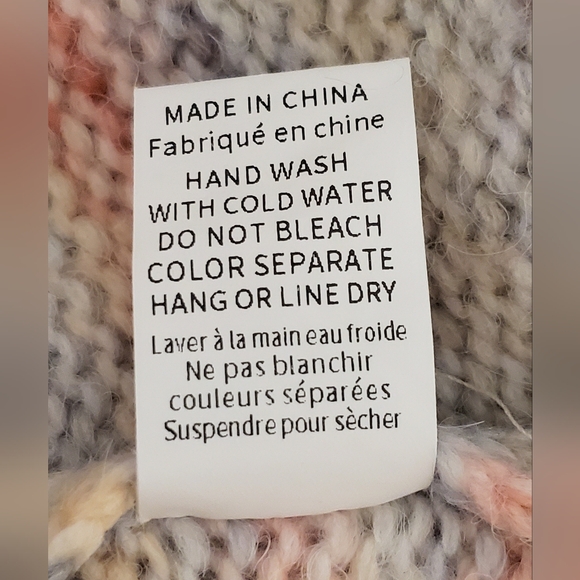 MADE IN CHINA
Fabriqué en chine
HAND WASH
WITH COLD WATER
DO NOT BLEACH
COLOR SEPARATE
HANG OR LINE DRY
Laver à la main eau froide
Ne pas blanchir
couleurs séparées
Suspendre pour sècher